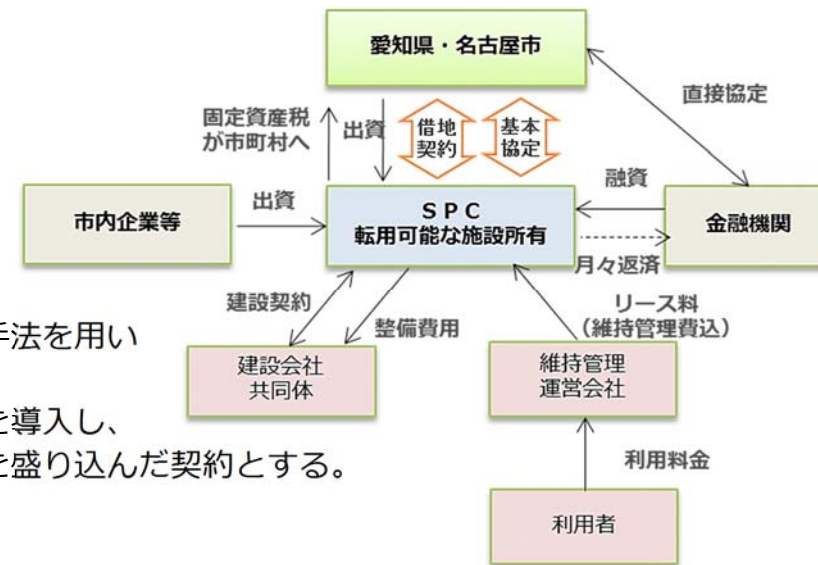 愛知県・名古屋市
直接協定
固定資産税
が市町村へ
出資
借地
契約
基本
協定
市内企業等
出資
SPC
転用可能な施設所有
融資
金融機関
月々返済
建設契約
整備費用
リース料
(維持管理費込)
手法を用い
建設会社
共同体
維持管理
運営会社
を導入し、
を盛り込んだ契約とする。
利用料金
利用者